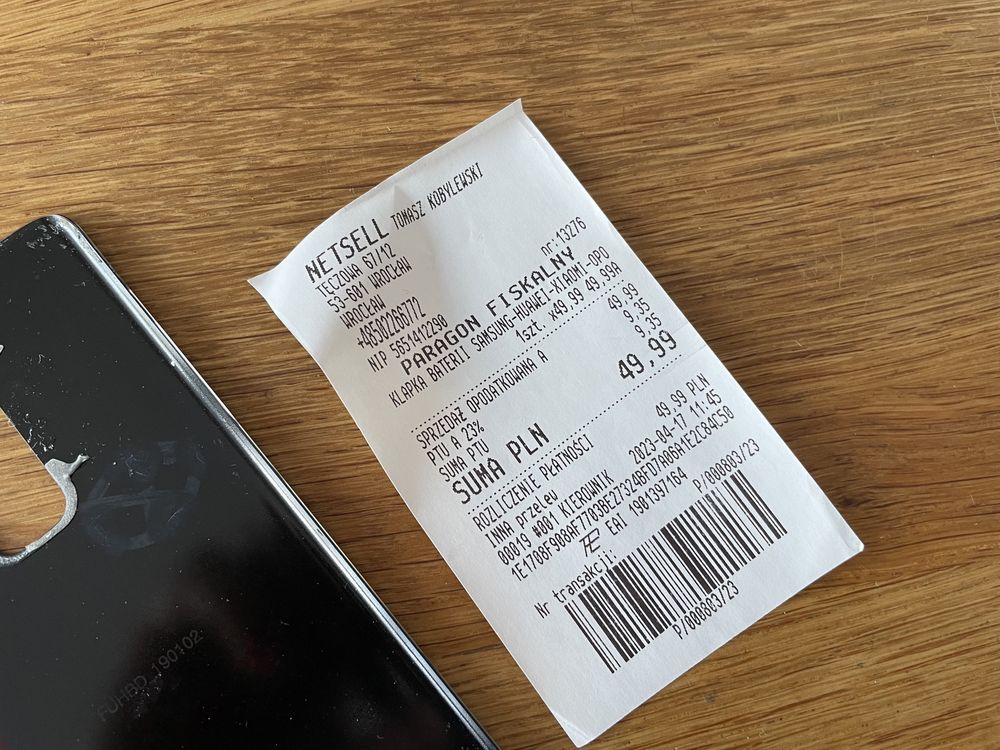 NETSELL TOMASZ KOBYLEWSKI
TĘCZOWA 67/12
53-601 WROCŁAW
WROCŁAW
+48502266772
NIP 5651412290 nr:13276
PARAGON FISKALNY
KLAPKA BATERII SAMSUNG-HUAWEI-XIAOMI-OPO
1szt. x49.99 49.99A
SPRZEDAŻ OPODATKOWANA A 49,99
PTU A 23% 9,35
SUMA PTU 9,35
SUMA PLN 49,99
ROZLICZENIE PŁATNOŚCI
INNA przelew 49.99 PLN
00019 #001 KIEROWNIK 2023-04-17 11:45
1E1708F908AF7703BE27324BFD7A06A1E2C84C50
EAI 1901397164
Nr transakcji: P/000803/23
P/000803/23
FUHBD_190102